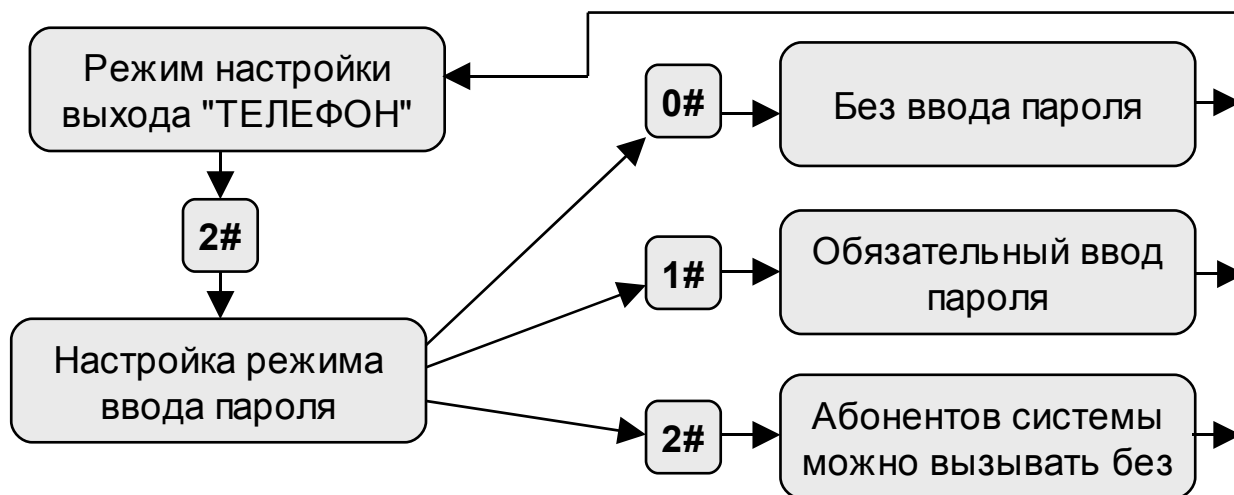 Режим настройки
выхода "ТЕЛЕФОН"
2#
Настройка режима
ввода пароля
0#
Без ввода пароля
1#
Обязательный ввод
пароля
2#
Абонентов системы
можно вызывать без